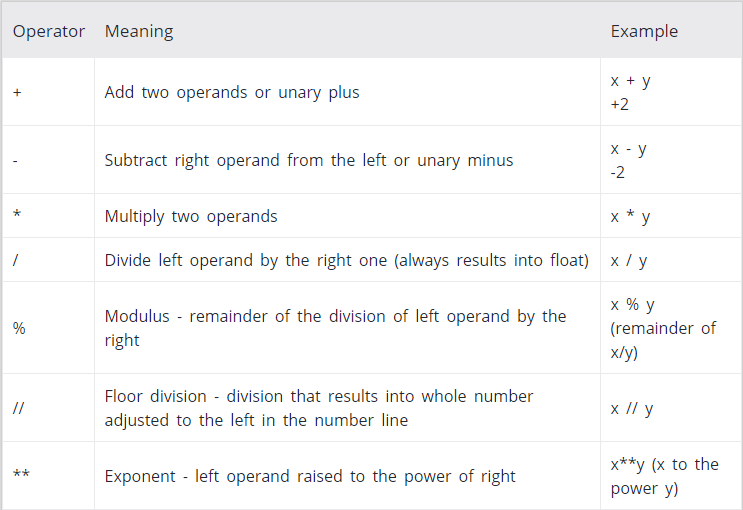 Operator Meaning Example
+ Add two operands or unary plus x + y
+2
- Subtract right operand from the left or unary minus x - y
-2
* Multiply two operands x * y
/ Divide left operand by the right one (always results into float) x / y
% Modulus - remainder of the division of left operand by the
right
x % y
(remainder of
x/y)
// Floor division - division that results into whole number
adjusted to the left in the number line
x // y
** Exponent - left operand raised to the power of right x**y (x to the
power y)